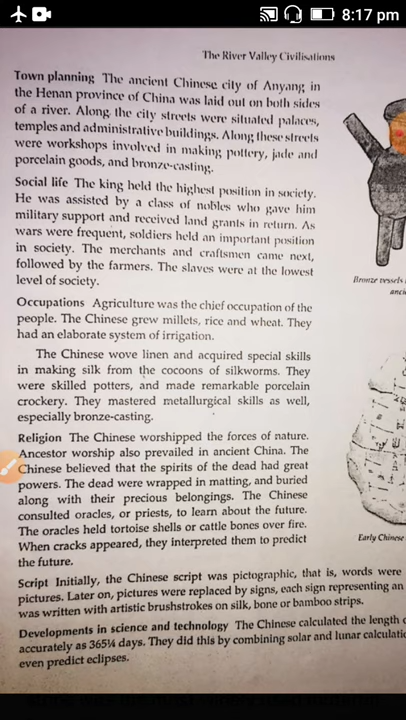 8:17 pm
The River Valley Civilisations
Town planning The ancient Chinese city of Anyang in
the Henan province of China was laid out on both sides
of a river. Along the city streets were situated palaces,
temples and administrative buildings. Along these streets
were workshops involved in making pottery, jade and
porcelain goods, and bronze-casting.
Social life The king held the highest position in society.
He was assisted by a class of nobles who gave him
military support and received land grants in return. As
wars were frequent, soldiers held an important position
in society. The merchants and craftsmen came next,
followed by the farmers. The slaves were at the lowest
level of society.
Occupations Agriculture was the chief occupation of the
people. The Chinese grew millets, rice and wheat. They
had an elaborate system of irrigation.
The Chinese wove linen and acquired special skills
in making silk from the cocoons of silkworms. They
were skilled potters, and made remarkable porcelain
crockery. They mastered metallurgical skills as well,
especially bronze-casting.
Religion The Chinese worshipped the forces of nature.
Ancestor worship also prevailed in ancient China. The
Chinese believed that the spirits of the dead had great
powers. The dead were wrapped in matting, and buried
along with their precious belongings. The Chinese
consulted oracles, or priests, to learn about the future.
The oracles held tortoise shells or cattle bones over fire.
When cracks appeared, they interpreted them to predict
the future.
Script Initially, the Chinese script was pictographic, that is, words were
pictures. Later on, pictures were replaced by signs, each sign representing an
was written with artistic brushstrokes on silk, bone or bamboo strips.
Developments in science and technology The Chinese calculated the length
accurately as 365¼ days. They did this by combining solar and lunar
even predict eclipses.
Bronze vessels
Early Chinese